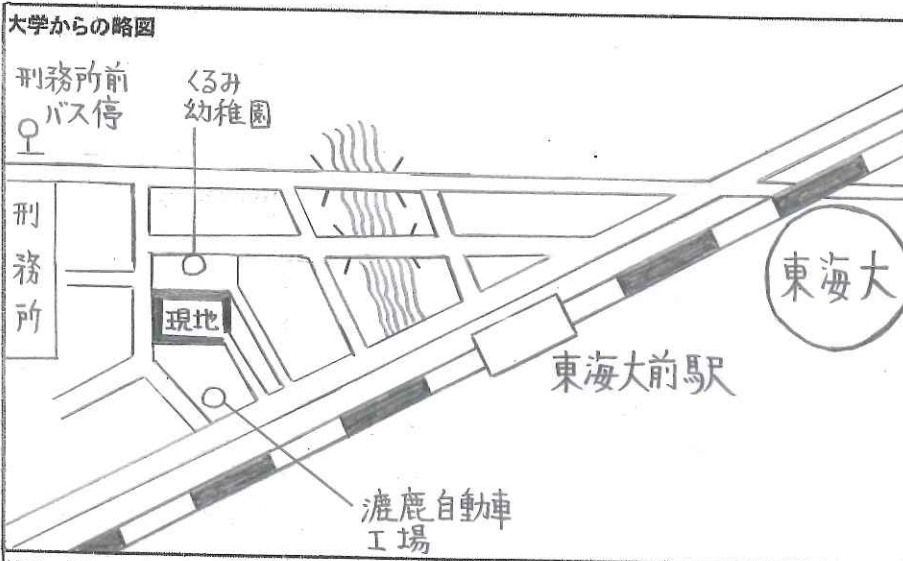 大学からの略図
刑務所前
バス停
くるみ
幼稚園
刑務所
現地
東海大
東海大前駅
漉鹿自動車
工場